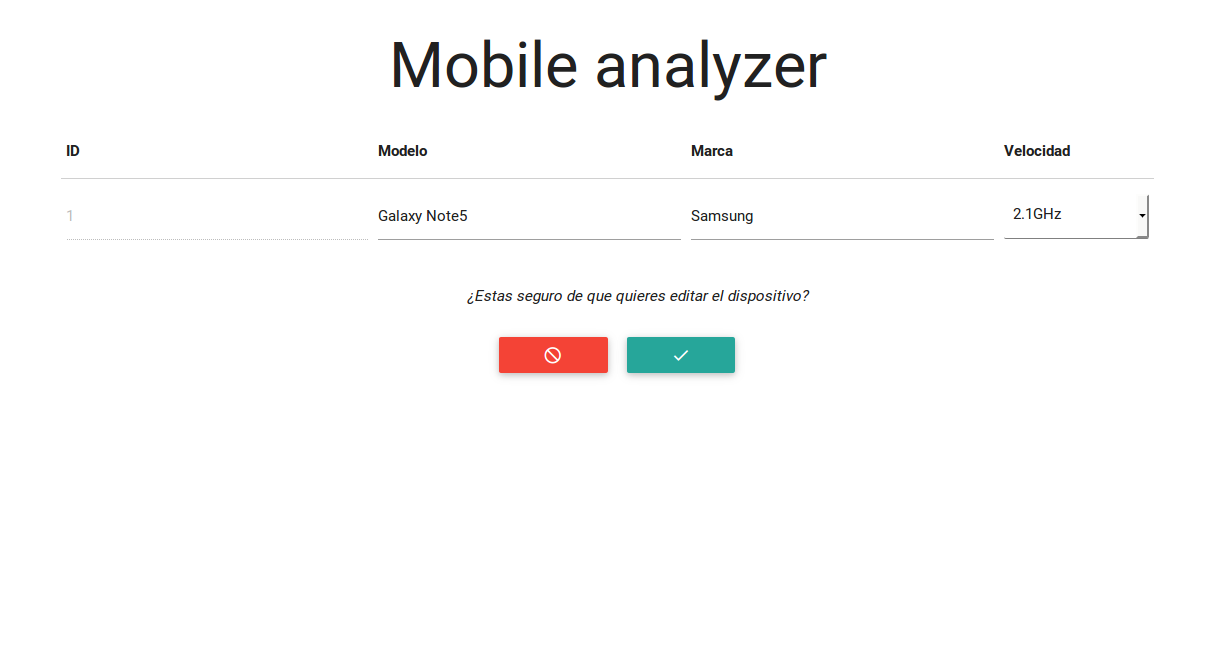 Mobile analyzer
ID Modelo Marca Velocidad
1 Galaxy Note5 Samsung 2.1GHz
¿Estas seguro de que quieres editar el dispositivo?